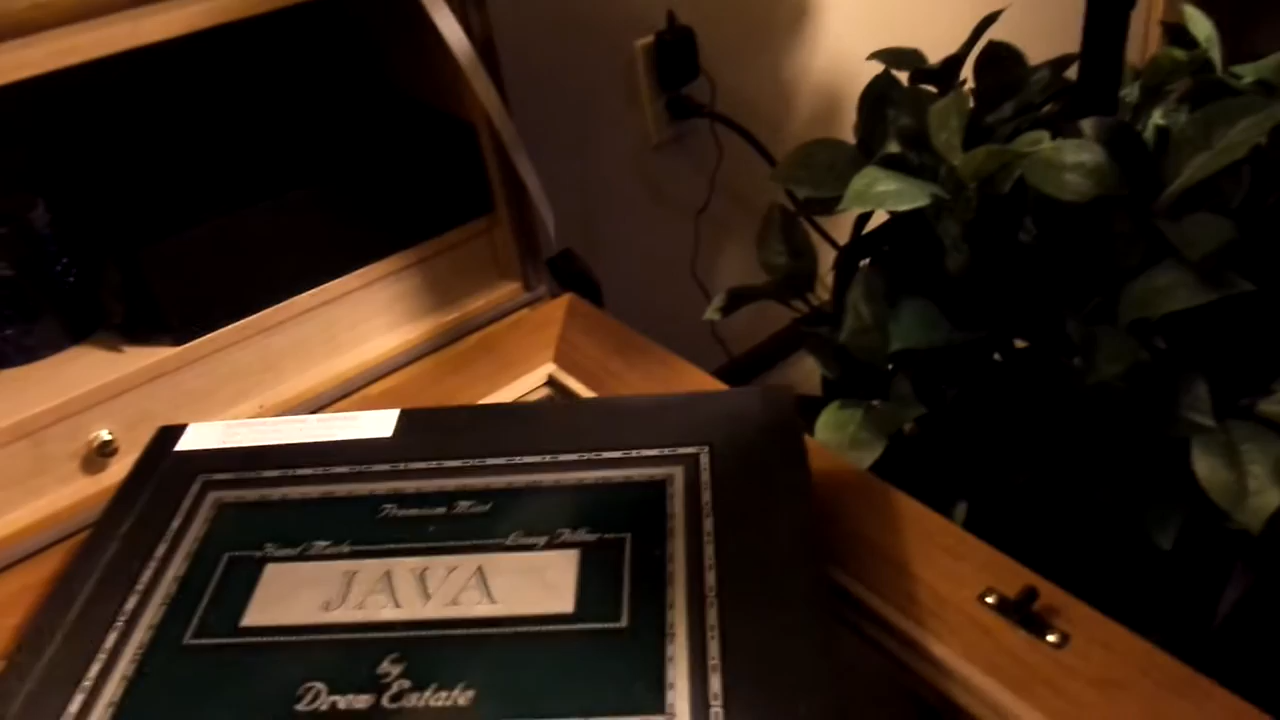 Premium Mint
Hand Made Long Filler
JAVA
by
Drew Estate